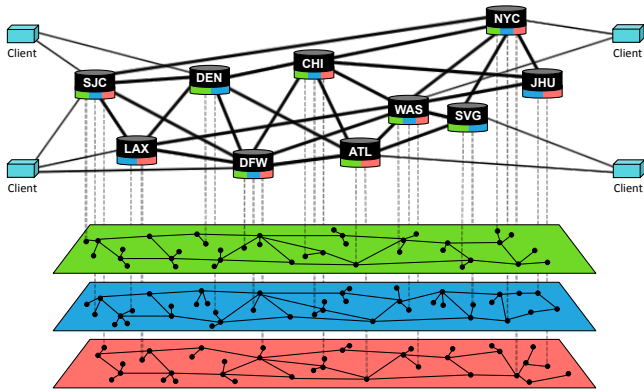 NYC
Client
Client
CHI
DEN
SJC
JHU
WAS
SVG
LAX
ATL
DFW
Client
Client